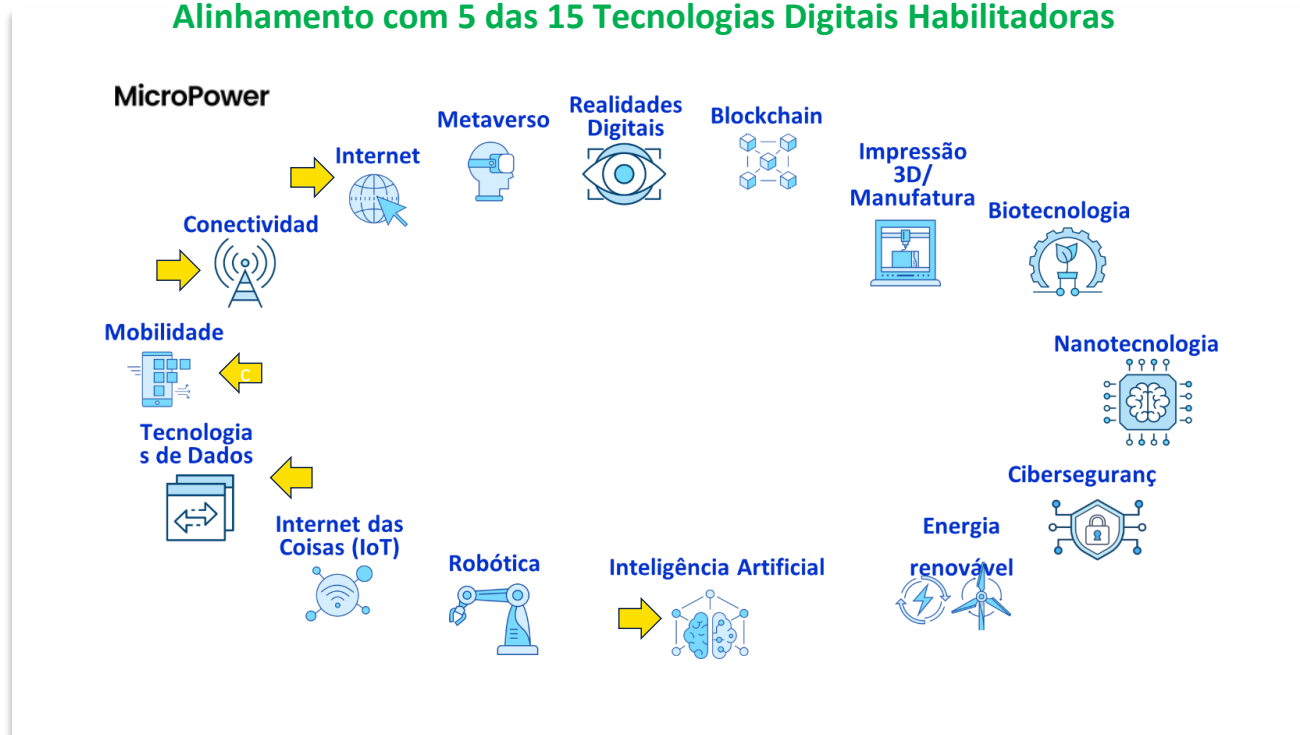 Alinhamento com 5 das 15 Tecnologias Digitais Habilitadoras
MicroPower
Metaverso
Realidades
Digitais
Blockchain
Internet
Impressão
3D/
Manufatura
Conectividad
Biotecnologia
Mobilidade
C
Nanotecnologia
Tecnologia
s de Dados
Ciberseguranç
Internet das
Coisas (IoT)
Energia
renovável
Robótica
Inteligência Artificial